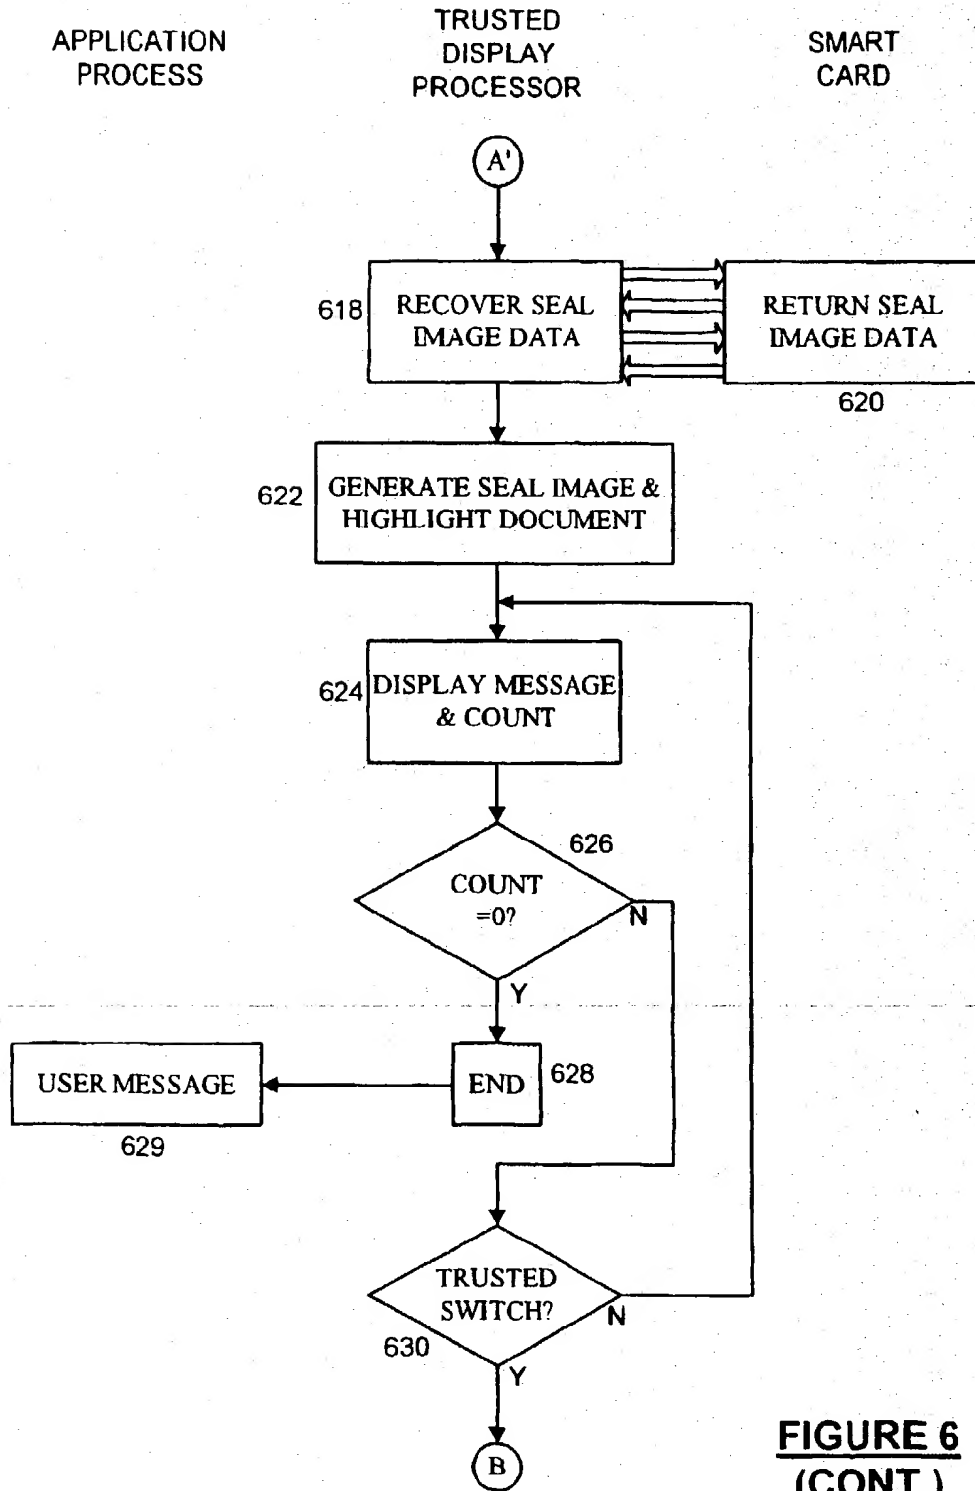 APPLICATION
PROCESS
TRUSTED
DISPLAY
PROCESSOR
SMART
CARD
A'
618
RECOVER SEAL
IMAGE DATA
RETURN SEAL
IMAGE DATA
620
622
GENERATE SEAL IMAGE &
HIGHLIGHT DOCUMENT
624
DISPLAY MESSAGE
& COUNT
626
COUNT
=0?
N
Y
USER MESSAGE
629
END
628
TRUSTED
SWITCH?
N
630
Y
B
FIGURE 6
(CONT.)